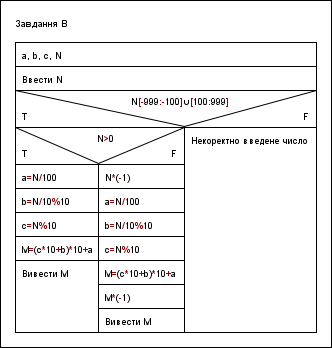 Завдання B
a, b, c, N
Ввести N
N[-999:-100]∪[100:999]
T
F
N>0
T
F
Некоректно введене число
a=N/100
N*(-1)
b=N/10%10
a=N/100
c=N%10
b=N/10%10
M=(c*10+b)*10+a
c=N%10
Вивести M
M=(c*10+b)*10+a
M*(-1)
Вивести M